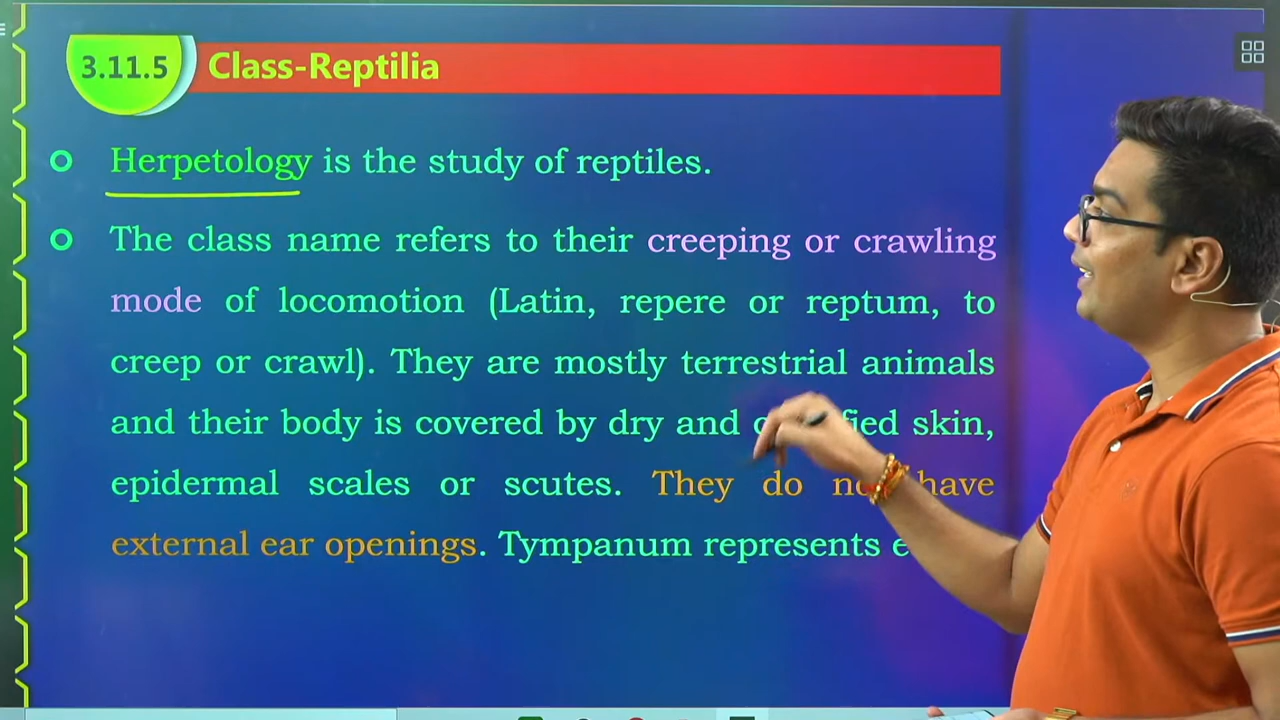 3.11.5 Class-Reptilia
Herpetology is the study of reptiles.
The class name refers to their creeping or crawling
mode of locomotion (Latin, repere or reptum, to
creep or crawl). They are mostly terrestrial animals
and their body is covered by dry and skin,
epidermal scales or scutes. They do have
external ear openings. Tympanum represents